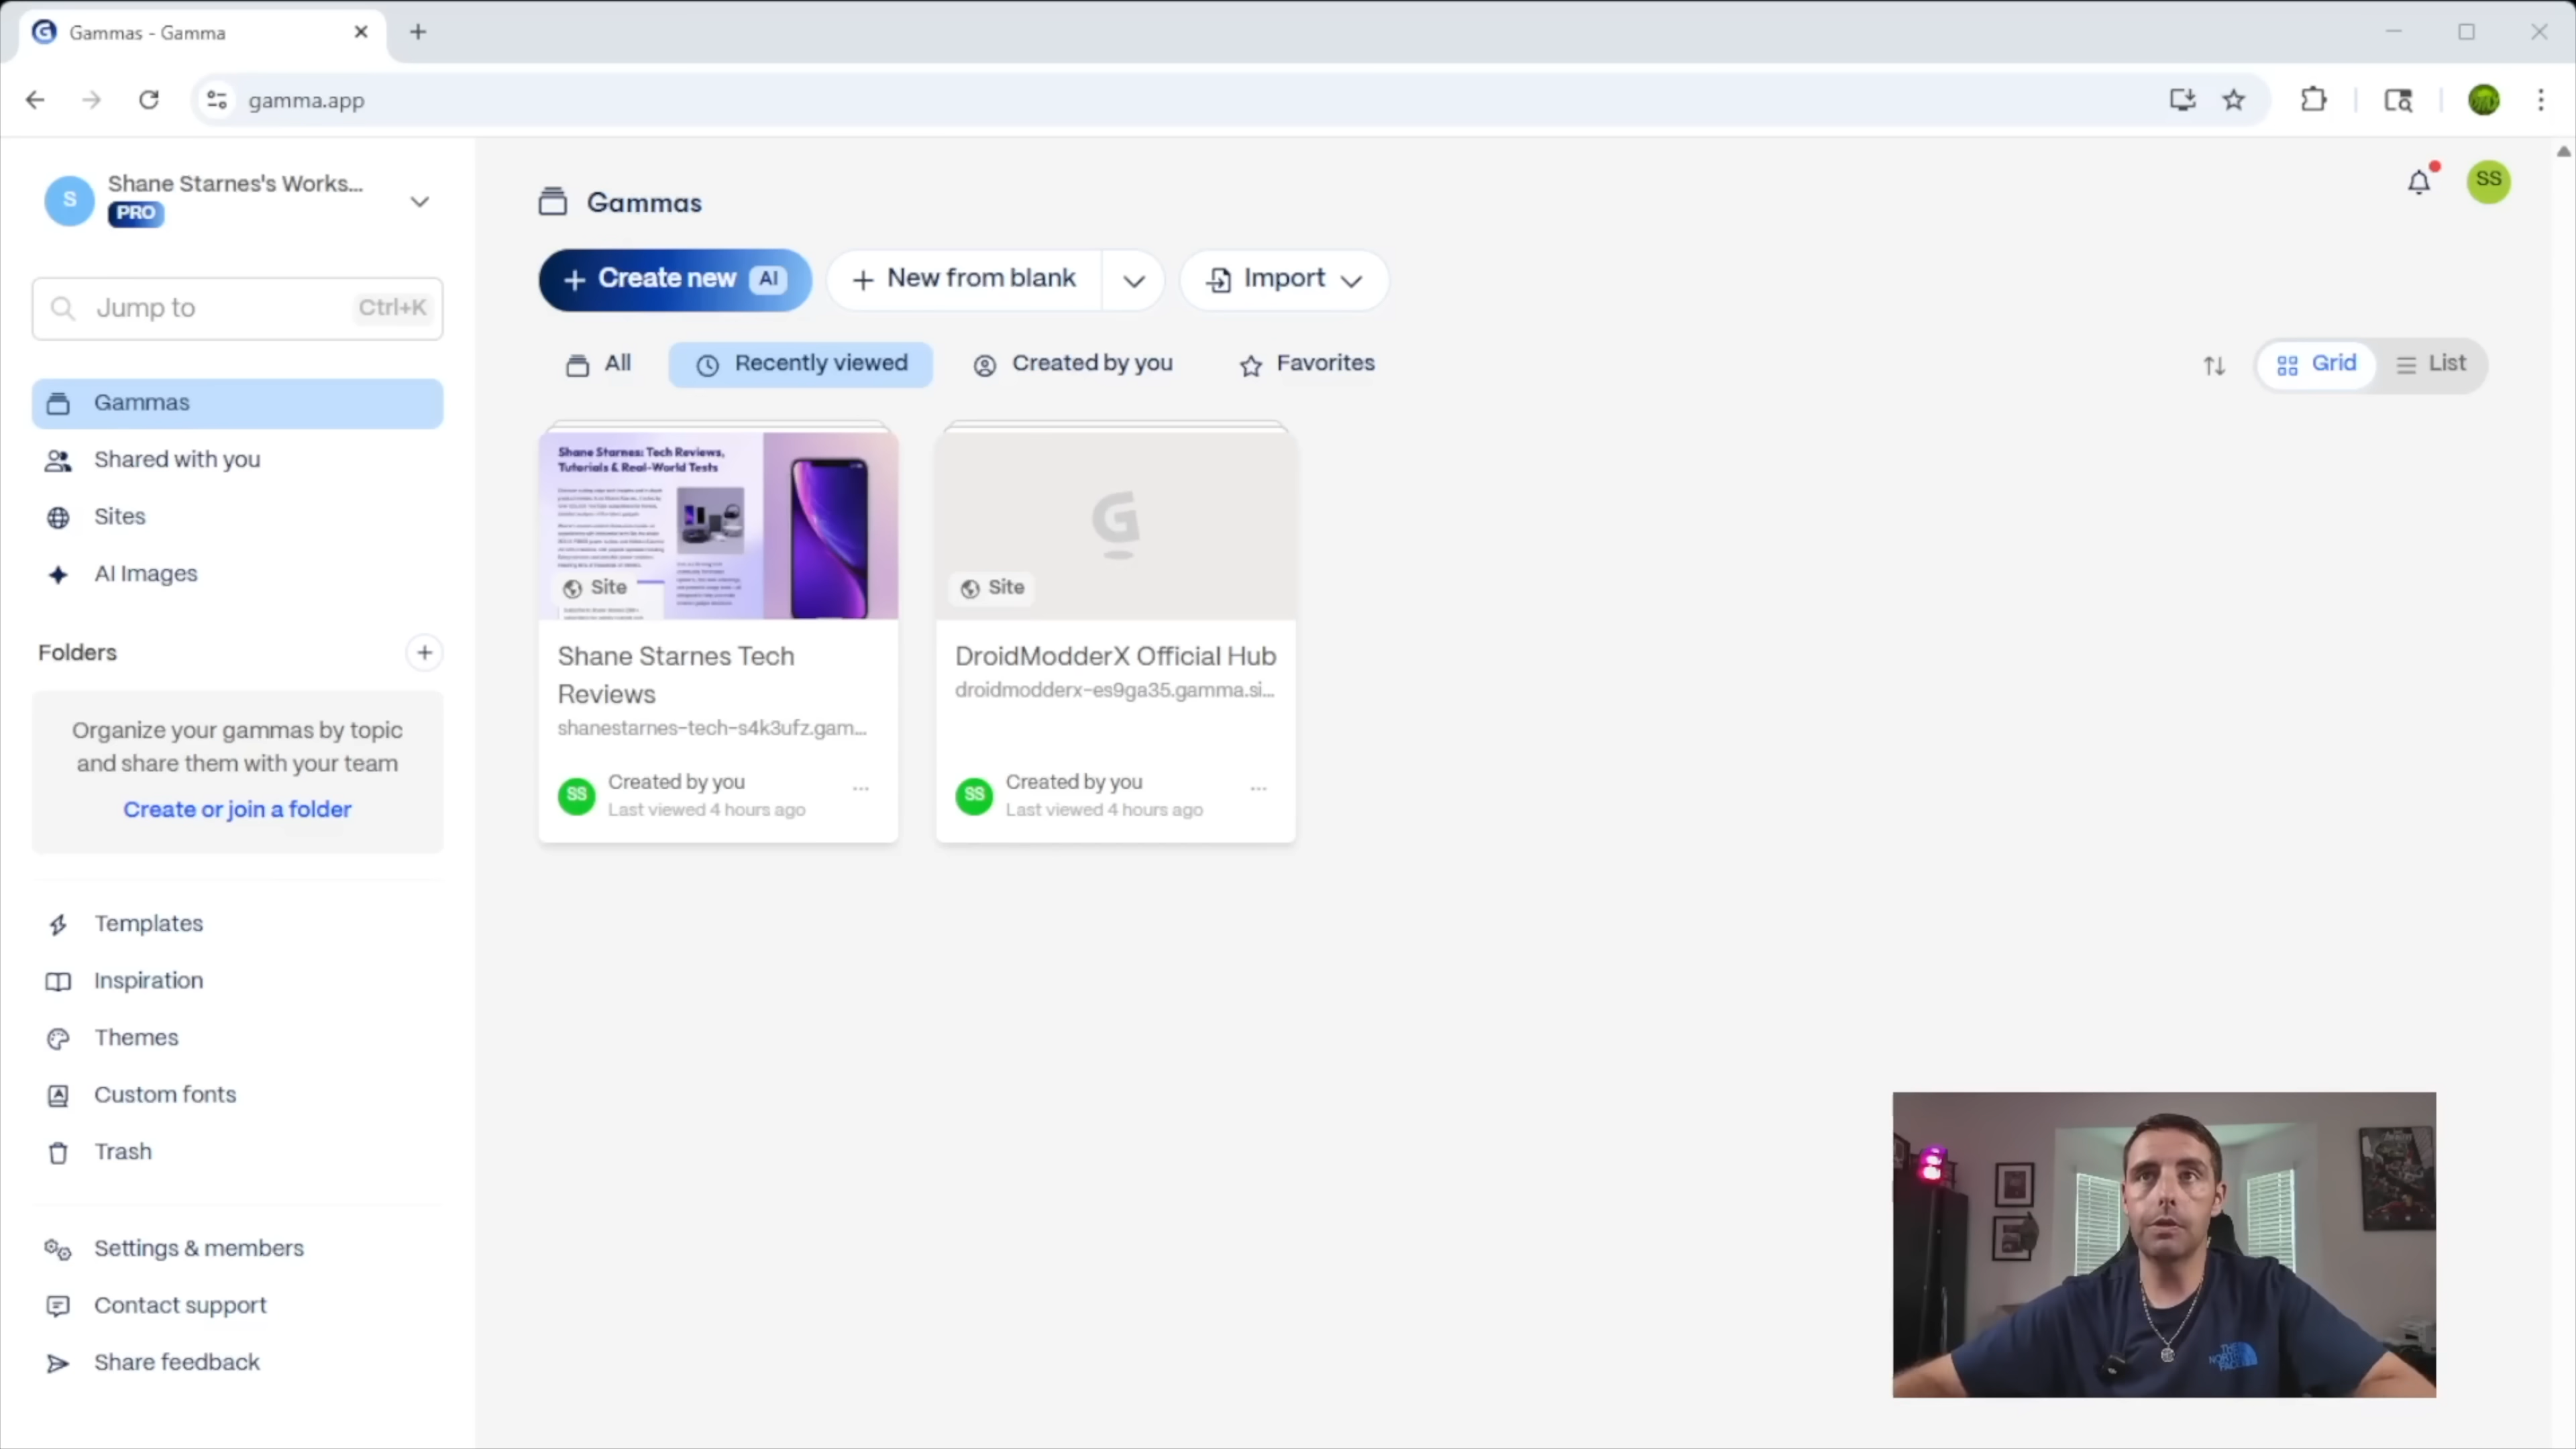 Gammas - Gamma
gamma.app
S
Shane Starnes's Works...
PRO
Jump to
Ctrl+K
Gammas
Shared with you
Sites
AI Images
Folders
Organize your gammas by topic
and share them with your team
Create or join a folder
Templates
Inspiration
Themes
Custom fonts
Trash
Settings & members
Contact support
Share feedback
Gammas
SS
Create new AI
New from blank
Import
All
Recently viewed
Created by you
Favorites
Grid
List
Shane Starnes: Tech Reviews,
Tutorials & Real-World Tests
Site
Shane Starnes Tech
Reviews
shanestarnes-tech-s4k3ufz.gam...
SS
Created by you
Last viewed 4 hours ago
G
Site
DroidModderX Official Hub
droidmodderx-es9ga35.gamma.si...
SS
Created by you
Last viewed 4 hours ago
THE
NORTH
FACE